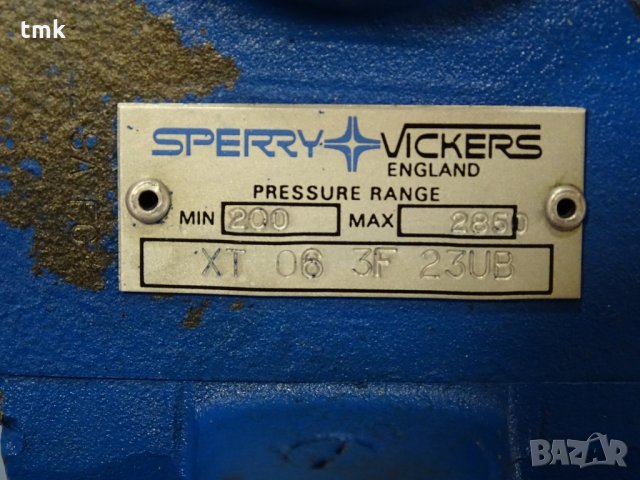 tmk
SPERRY VICKERS
ENGLAND
PRESSURE RANGE
MIN 200 MAX 2850
XT 06 3F 23UB
BAZAR